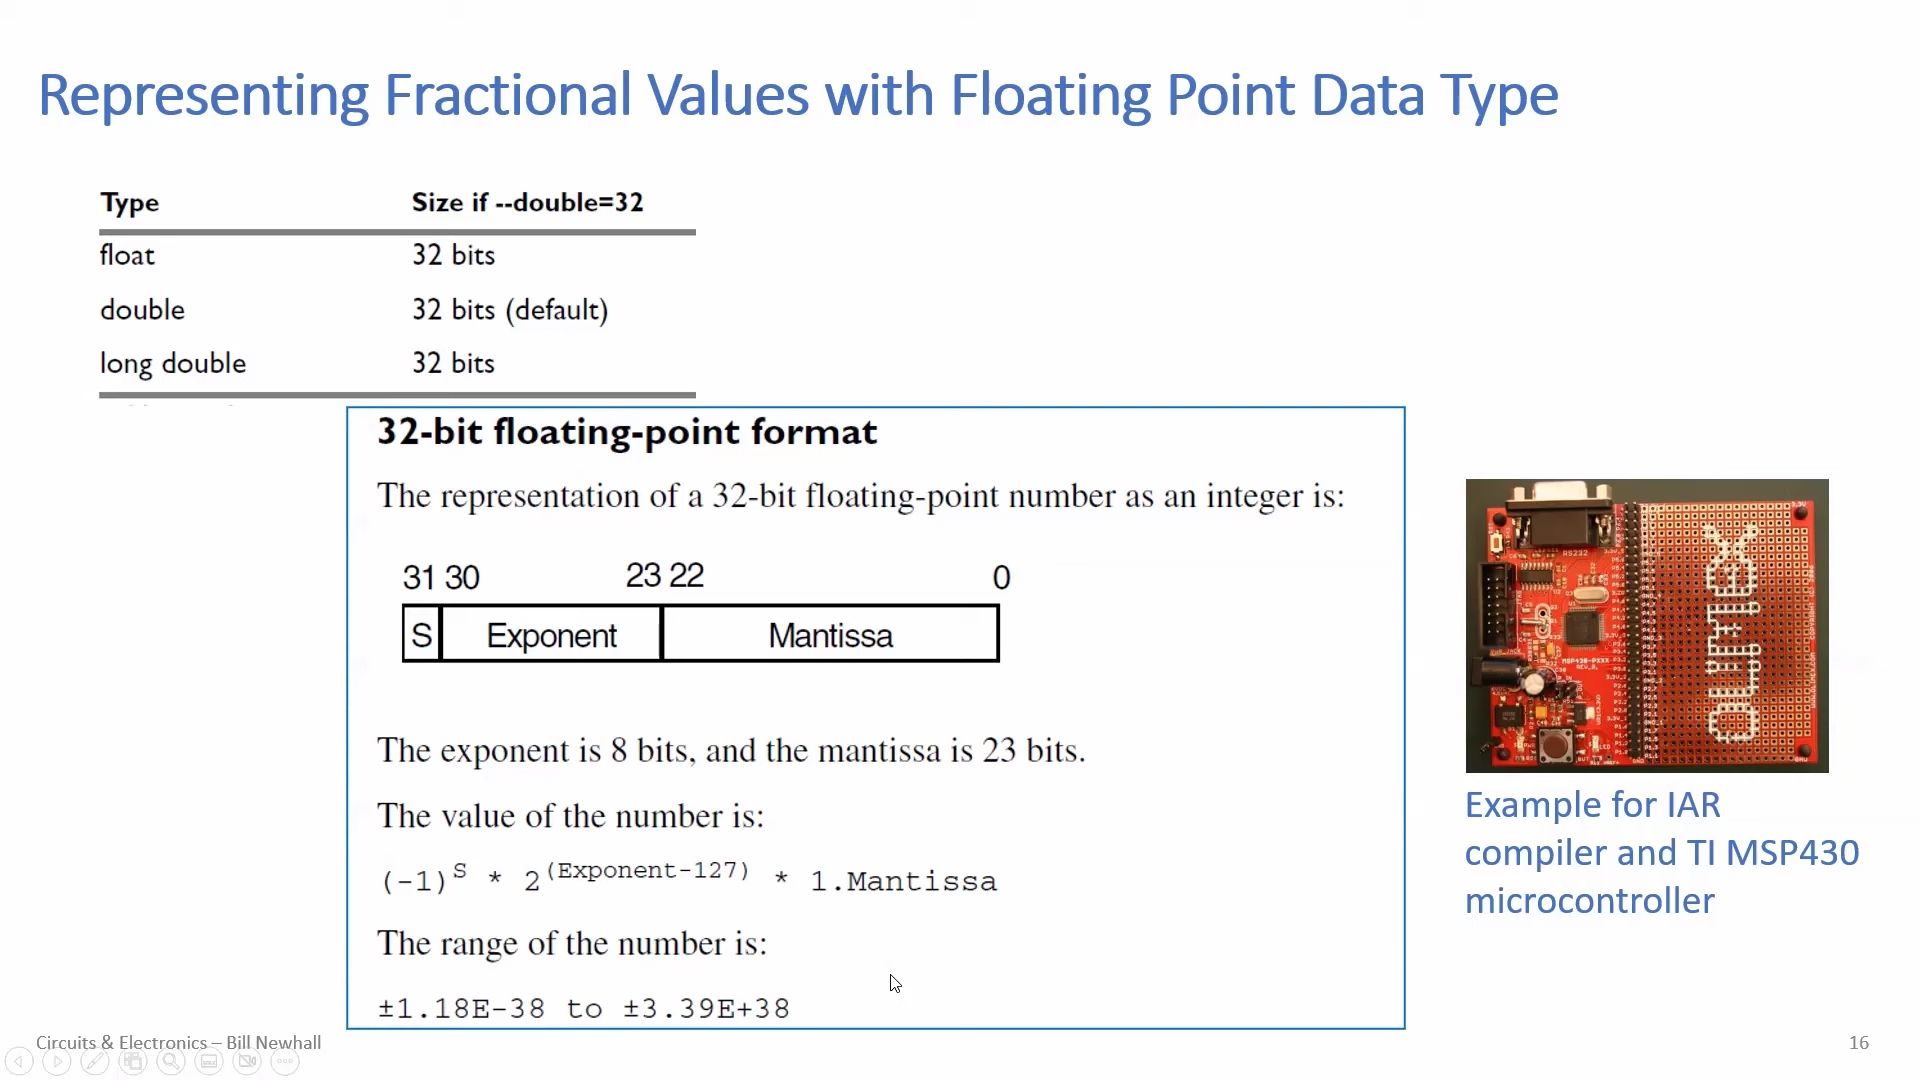 Representing Fractional Values with Floating Point Data Type
Type Size if --double=32
float 32 bits
double 32 bits (default)
long double 32 bits
32-bit floating-point format
The representation of a 32-bit floating-point number as an integer is:
31 30 23 22 0
S Exponent Mantissa
The exponent is 8 bits, and the mantissa is 23 bits.
The value of the number is:
(-1)^S * 2^(Exponent-127) * 1.Mantissa
The range of the number is:
±1.18E-38 to ±3.39E+38
RS232
MSP430-PXXX
OLIMEX
Example for IAR
compiler and TI MSP430
microcontroller
Circuits & Electronics – Bill Newhall
16